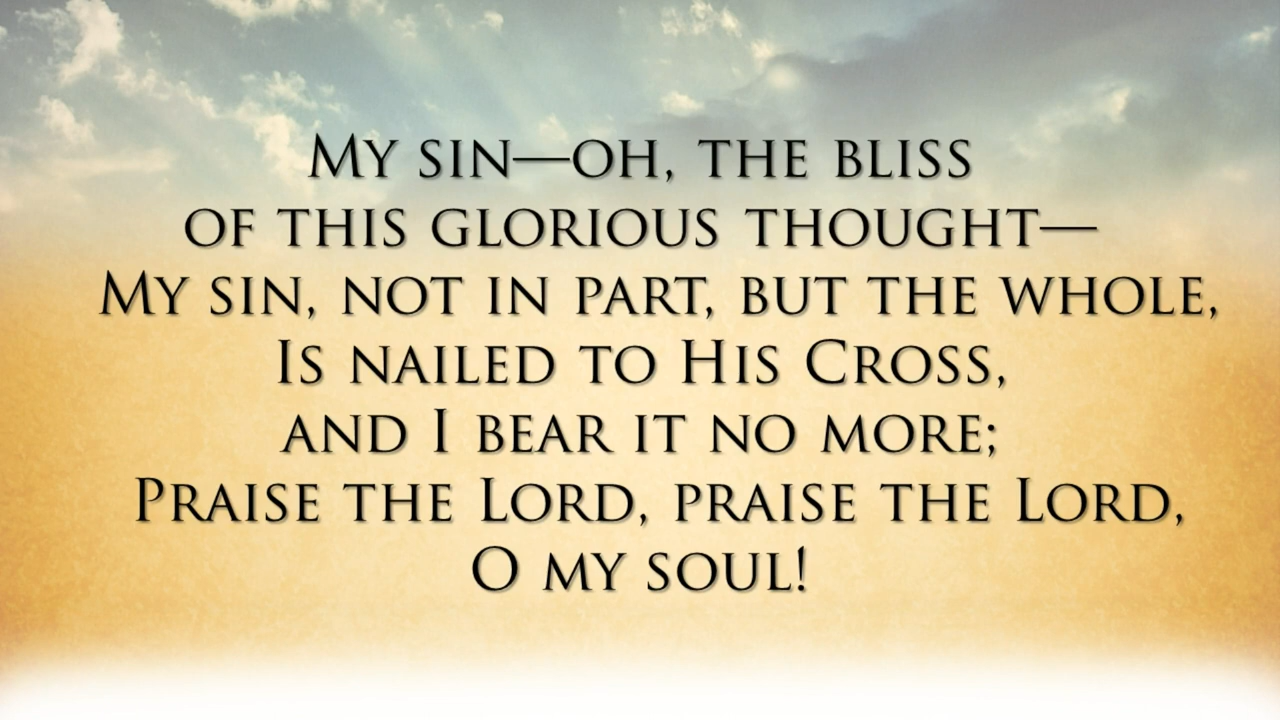 My sin—oh, the bliss
of this glorious thought—
My sin, not in part, but the whole,
Is nailed to His Cross,
and I bear it no more;
Praise the Lord, praise the Lord,
O my soul!